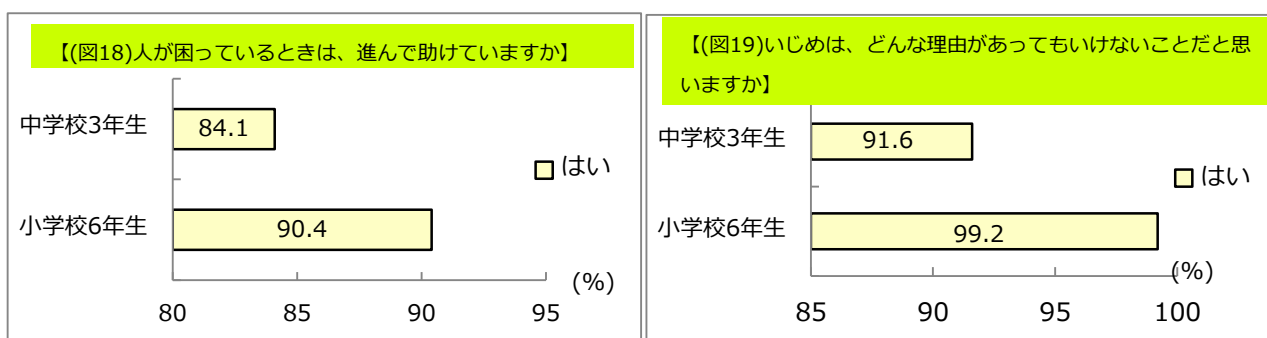 【(図18)人が困っているときは、進んで助けていますか】
中学校3年生
84.1
はい
小学校6年生
90.4
(%)
80 85 90 95
【(図19)いじめは、どんな理由があってもいけないことだと思
いますか】
中学校3年生
91.6
はい
小学校6年生
99.2
(%)
85 90 95 100